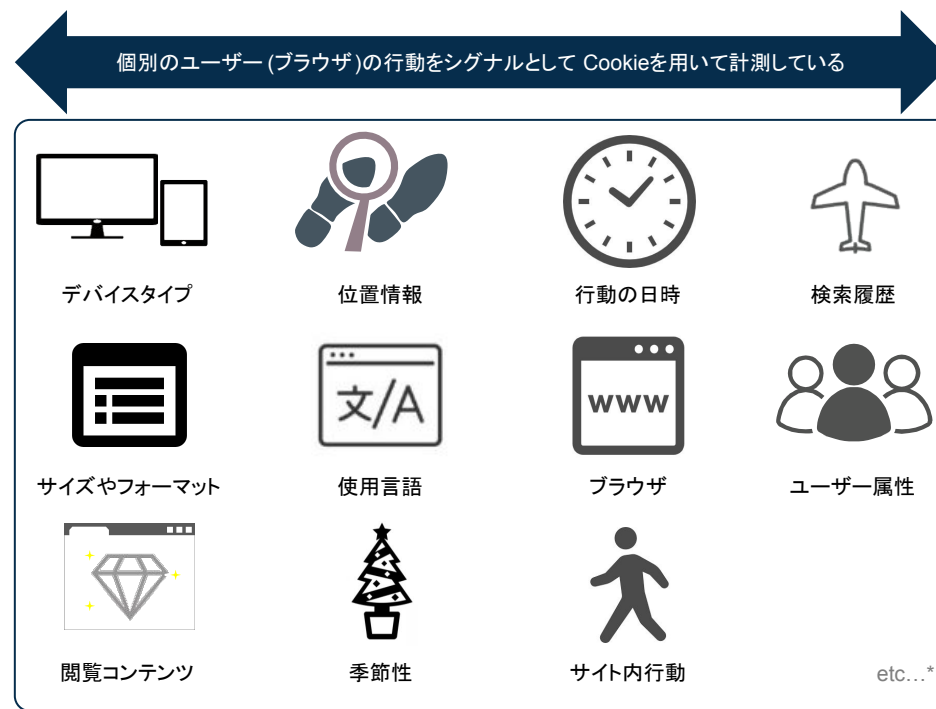 個別のユーザー(ブラウザ)の行動をシグナルとして Cookieを用いて計測している
デバイスタイプ
位置情報
行動の日時
検索履歴
文/A
www
サイズやフォーマット
使用言語
ブラウザ
ユーザー属性
閲覧コンテンツ
季節性
サイト内行動
etc…*